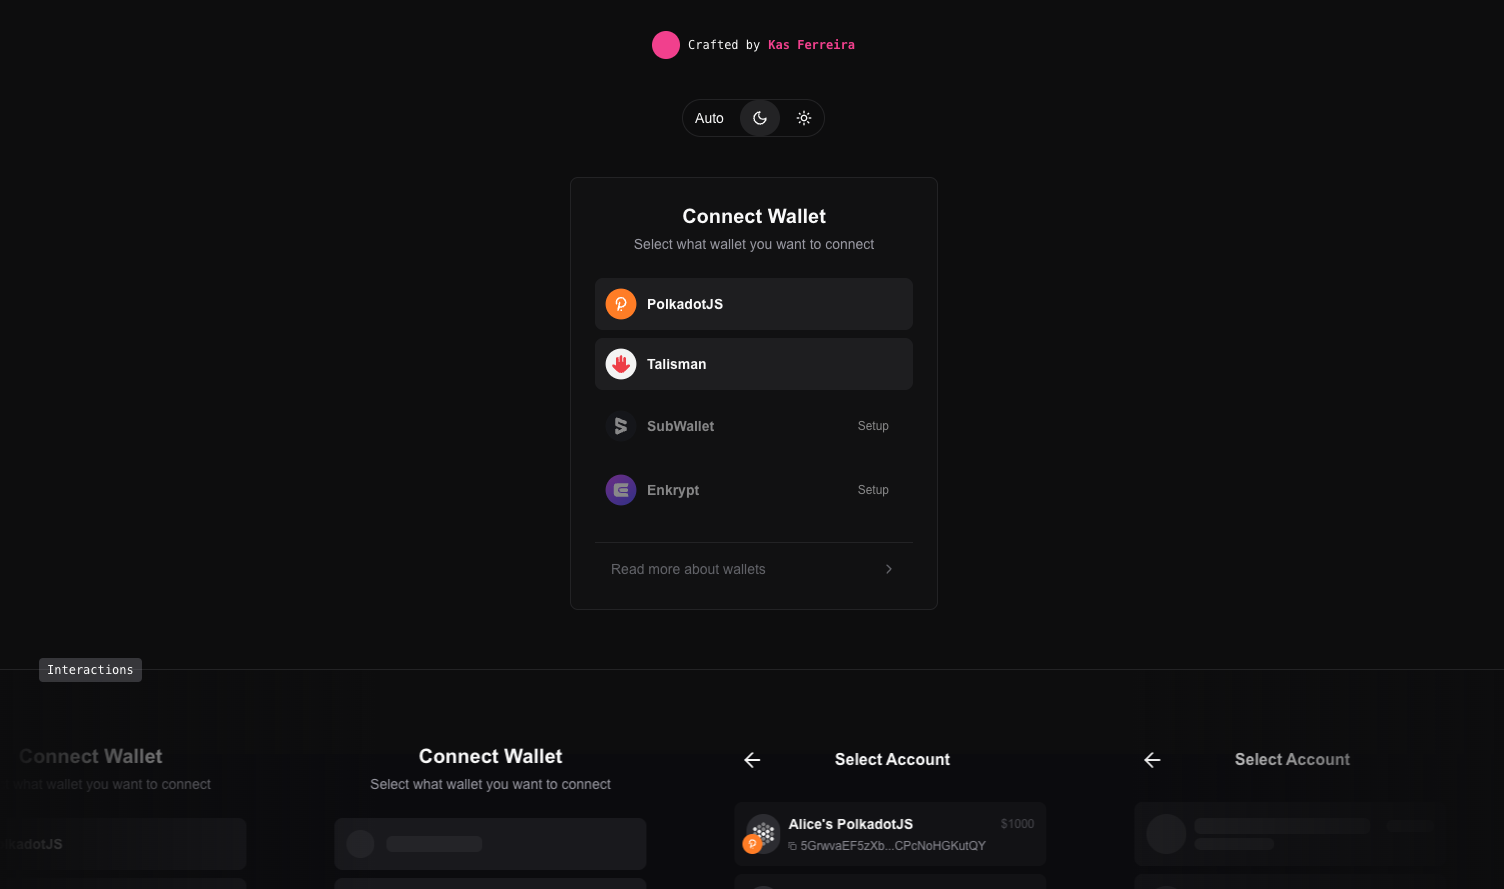 Crafted by Kas Ferreira
Auto
Connect Wallet
Select what wallet you want to connect
PolkadotJS
Talisman
SubWallet
Setup
Enkrypt
Setup
Read more about wallets
Interactions
Connect Wallet
what wallet you want to connect
kadotJS
Connect Wallet
Select what wallet you want to connect
Select Account
Alice's PolkadotJS
$1000
5GrwvaEF5zXb...CPcNoHGKutQY
Select Account